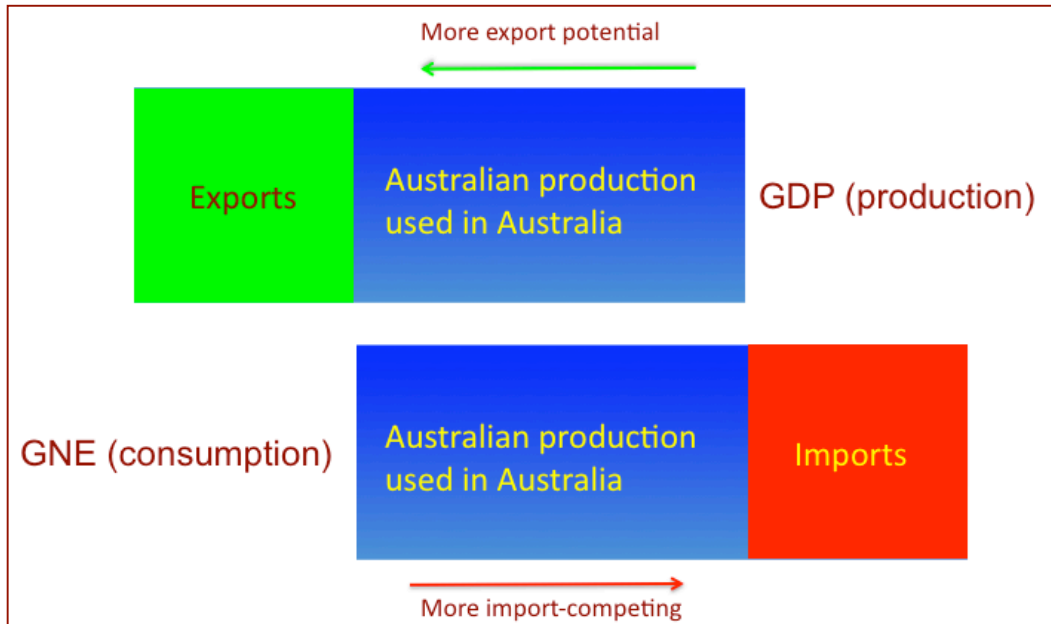 More export potential
Exports
Australian production
used in Australia
GDP (production)
GNE (consumption)
Australian production
used in Australia
Imports
More import-competing